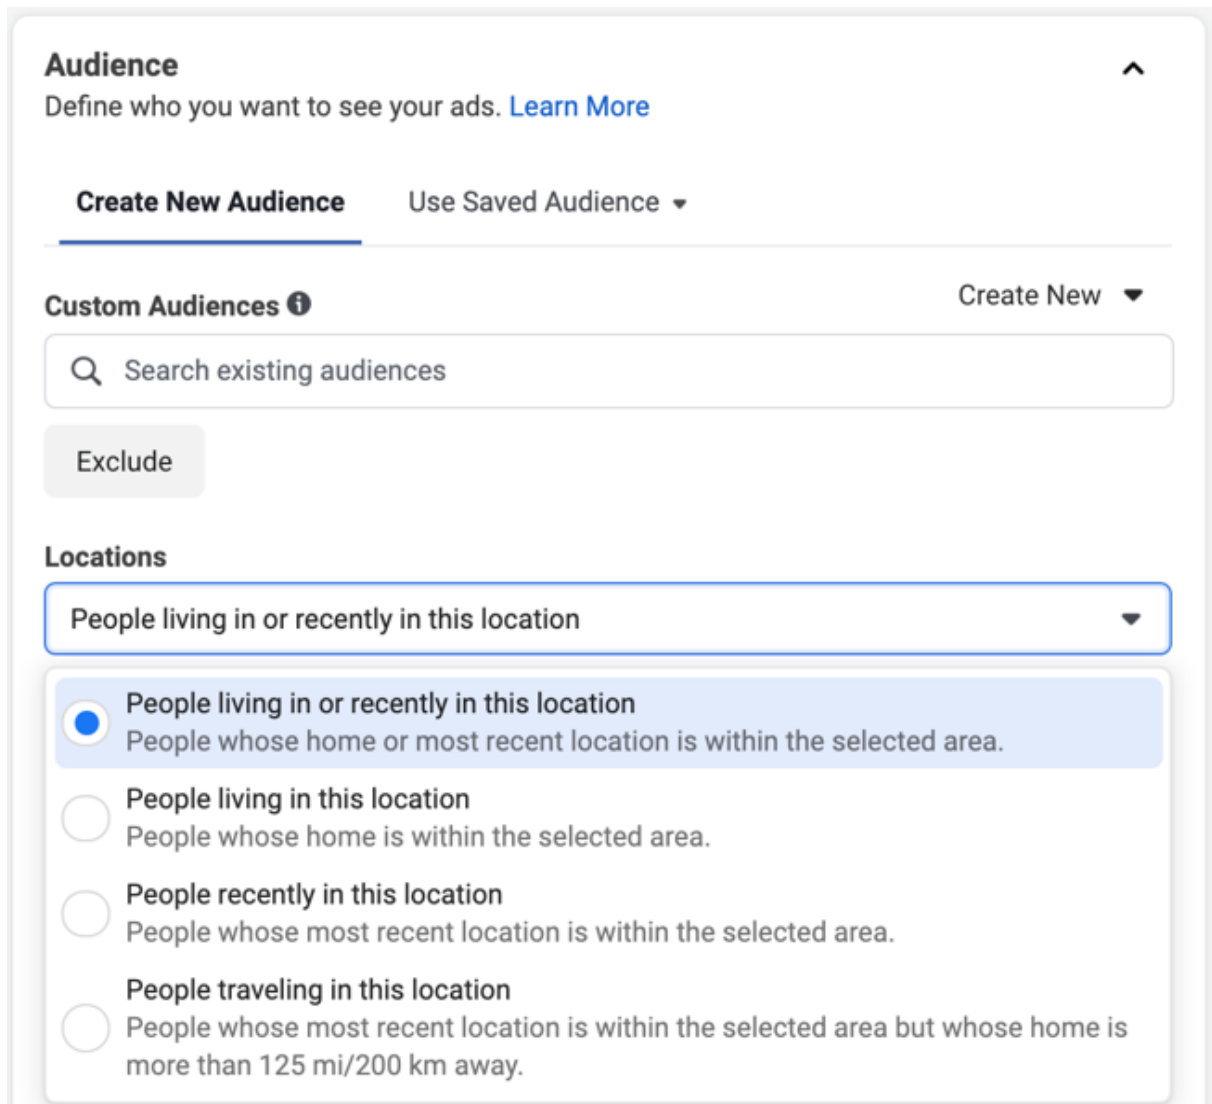 Audience
Define who you want to see your ads. Learn More
Create New Audience
Use Saved Audience
Custom Audiences
Create New
Search existing audiences
Exclude
Locations
People living in or recently in this location
People living in or recently in this location
People whose home or most recent location is within the selected area.
People living in this location
People whose home is within the selected area.
People recently in this location
People whose most recent location is within the selected area.
People traveling in this location
People whose most recent location is within the selected area but whose home is
more than 125 mi/200 km away.